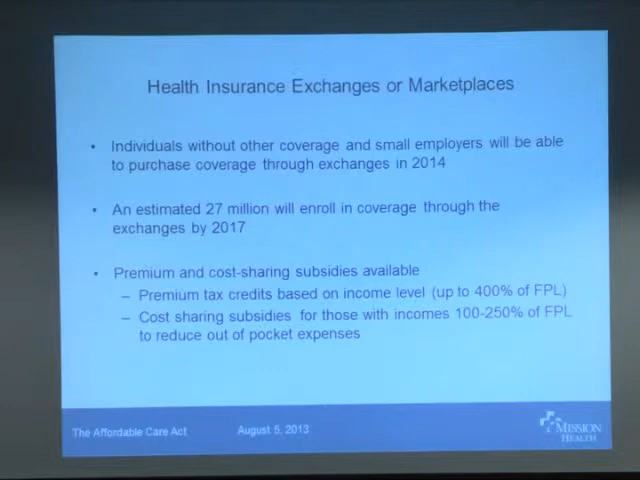 Health Insurance Exchanges or Marketplaces
• Individuals without other coverage and small employers will be able
to purchase coverage through exchanges in 2014
• An estimated 27 million will enroll in coverage through the
exchanges by 2017
• Premium and cost-sharing subsidies available
– Premium tax credits based on income level (up to 400% of FPL)
– Cost sharing subsidies for those with incomes 100-250% of FPL
to reduce out of pocket expenses
The Affordable Care Act August 5, 2013
MISSION
HEALTH